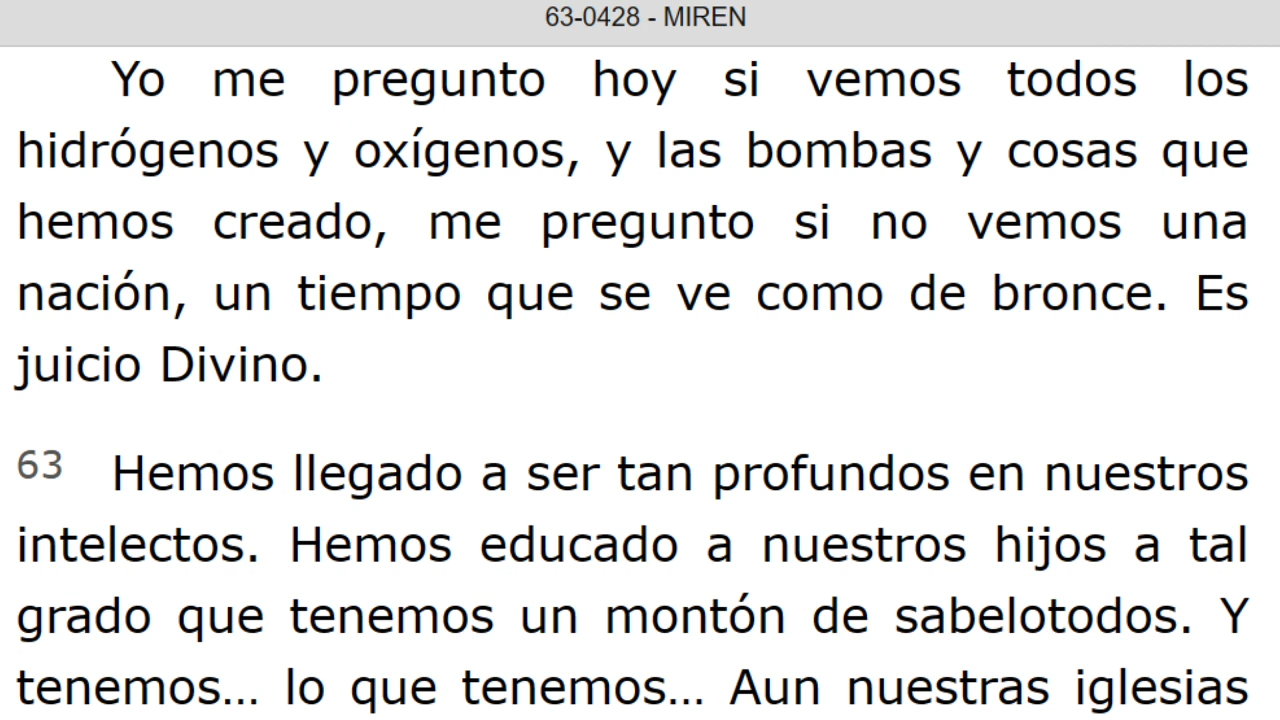 63-0428 - MIREN
Yo me pregunto hoy si vemos todos los
hidrógenos y oxígenos, y las bombas y cosas que
hemos creado, me pregunto si no vemos una
nación, un tiempo que se ve como de bronce. Es
juicio Divino.
63 Hemos llegado a ser tan profundos en nuestros
intelectos. Hemos educado a nuestros hijos a tal
grado que tenemos un montón de sabelotodos. Y
tenemos... lo que tenemos... Aun nuestras iglesias